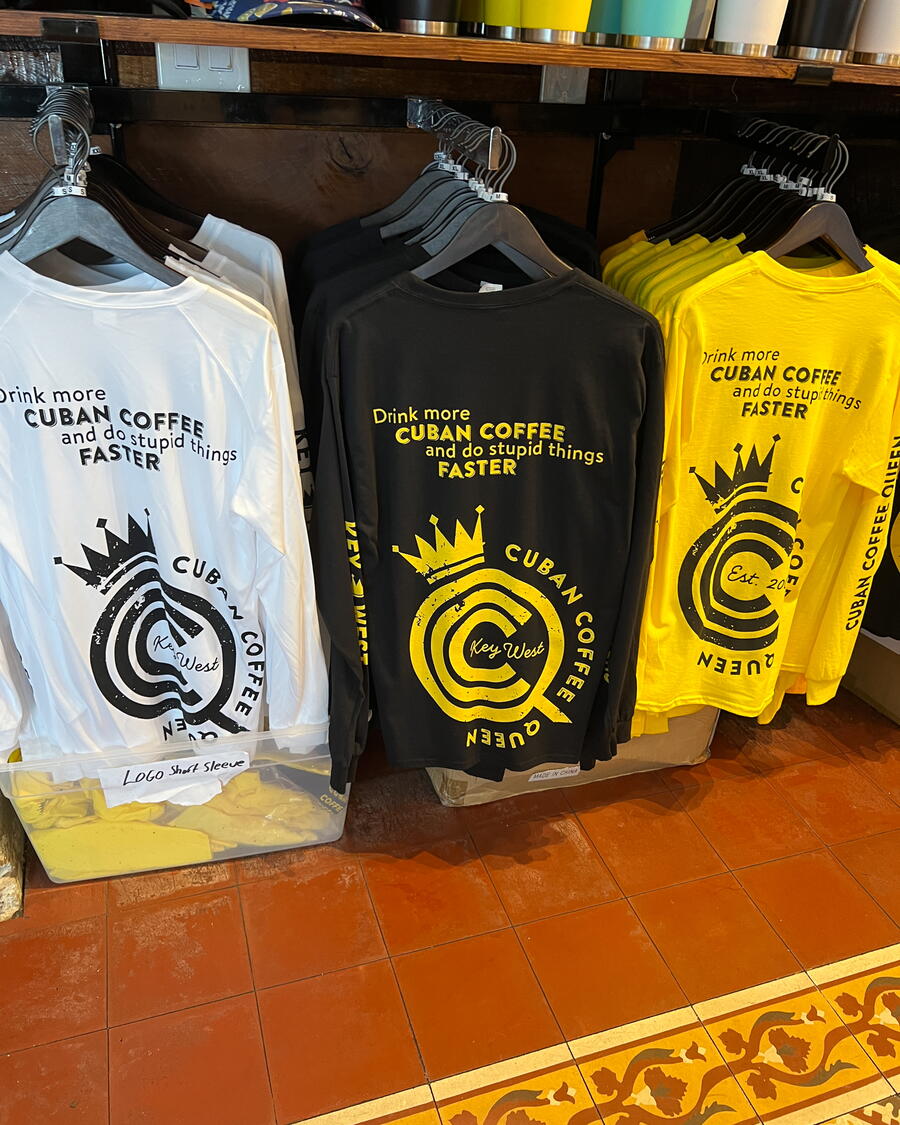 Drink more
CUBAN COFFEE
and do stupid things
FASTER
CUBAN COFFEE QUEEN
Key West
LOGO Short Sleeve
Drink more
CUBAN COFFEE
and do stupid things
FASTER
CUBAN COFFEE QUEEN
Key West
KEY WEST
MADE IN CHINA
Drink more
CUBAN COFFEE
and do stupid things
FASTER
QUEEN
Est. 20
CUBAN COFFEE QUEEN
S
S
M